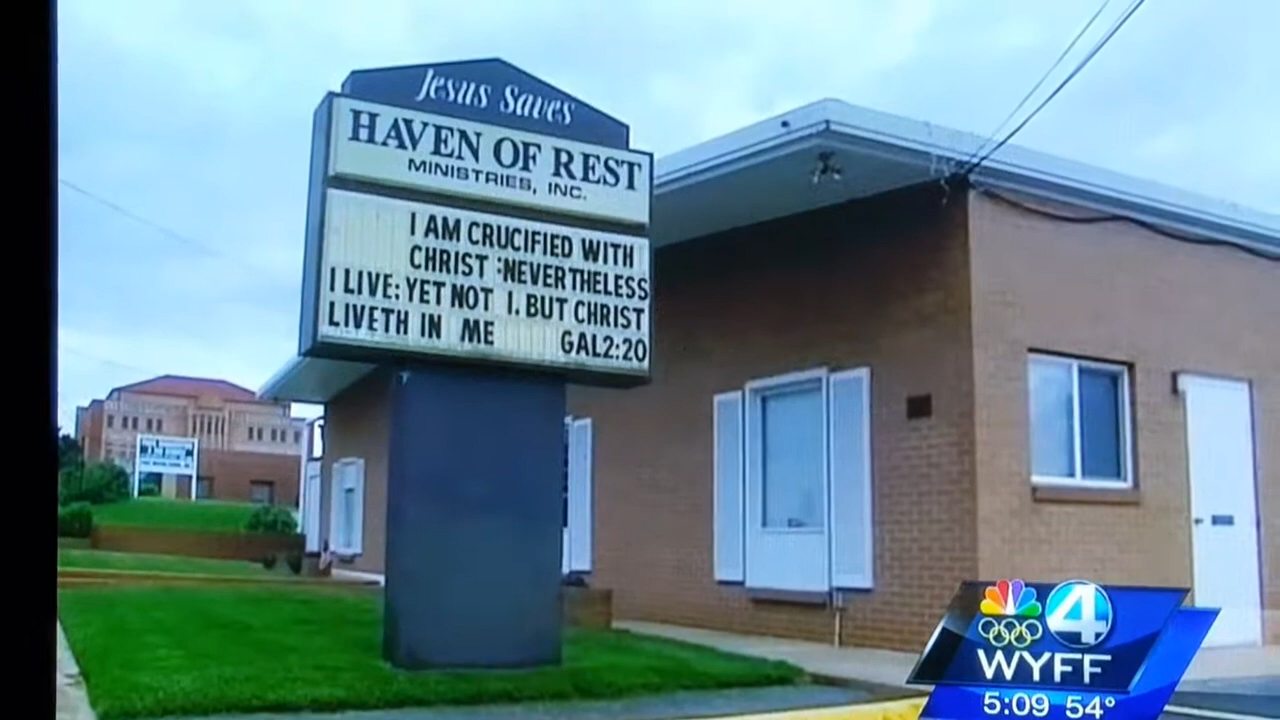 Jesus Saves
HAVEN OF REST
MINISTRIES, INC.
I AM CRUCIFIED WITH
CHRIST :NEVERTHELESS
I LIVE: YET NOT I. BUT CHRIST
LIVETH IN ME GAL2:20
4
WYFF
5:09 54°